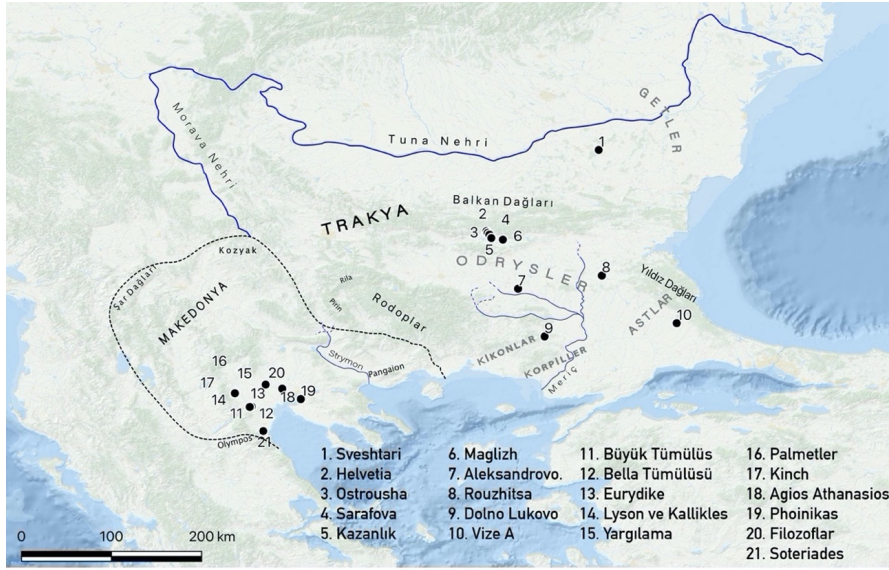 GETLER
Morava Nehri
Tuna Nehri
1
Balkan Dağları
2
4
TRAKYA
3
6
5
Kozyak
ODRYSLER
8
Yıldız Dağları
Şar Dağları
Rila
7
MAKEDONYA
Pirin
Rodoplar
ASTLAR
10
9
KİKONLAR
KORPİLLER
Strymon
Pangaion
Meriç
16
15
20
17
13
19
14
18
11
12
Olympos
21
1. Sveshtari
2. Helvetia
3. Ostrousha
4. Sarafova
5. Kazanlık
6. Maglizh
7. Aleksandrovo.
8. Rouzhitsa
9. Dolno Lukovo
10. Vize A
11. Büyük Tümülüs
12. Bella Tümülüsü
13. Eurydike
14. Lyson ve Kallikles
15. Yargılama
16. Palmetler
17. Kinch
18. Agios Athanasios
19. Phoinikas
20. Filozoflar
21. Soteriades
0 100 200 km